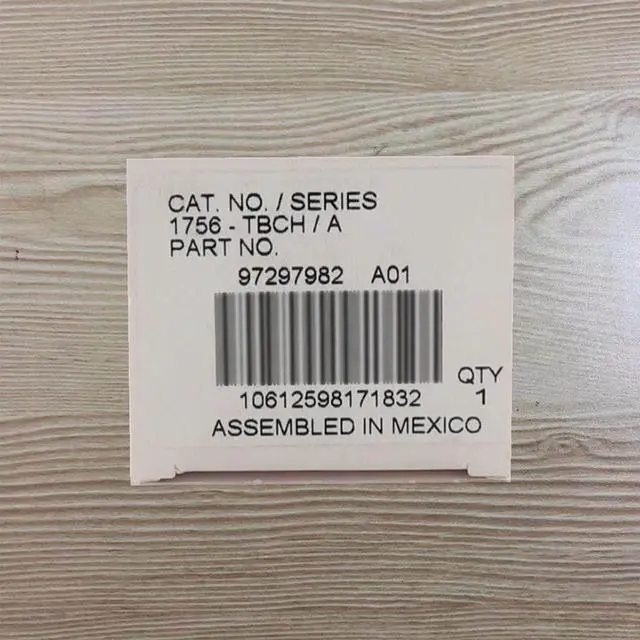 CAT. NO. / SERIES
1756 - TBCH / A
PART NO.
97297982 A01
10612598171832
QTY
1
ASSEMBLED IN MEXICO